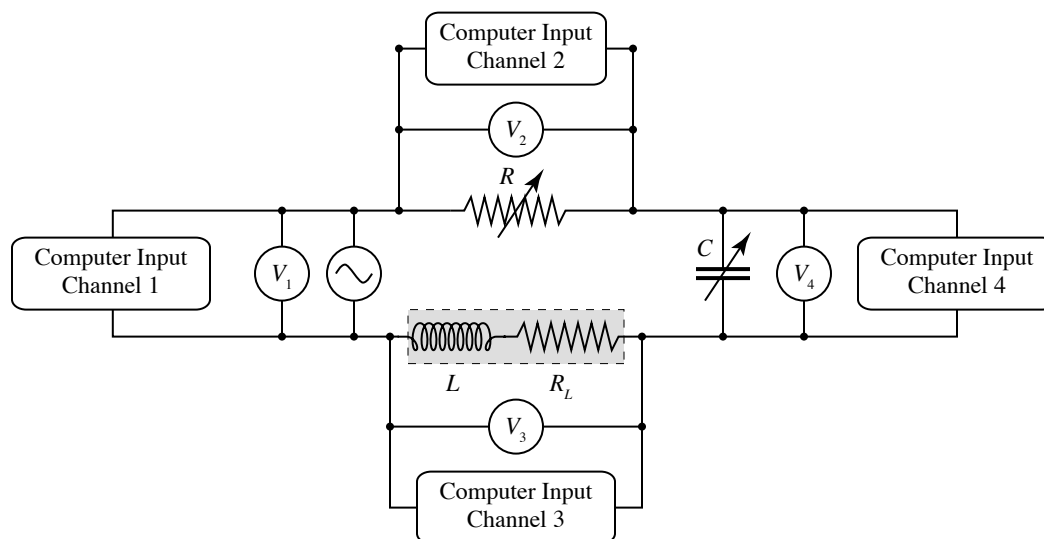 Computer Input
Channel 2
V2
R
Computer Input
Channel 1
V1
C
V4
Computer Input
Channel 4
L
RL
V3
Computer Input
Channel 3